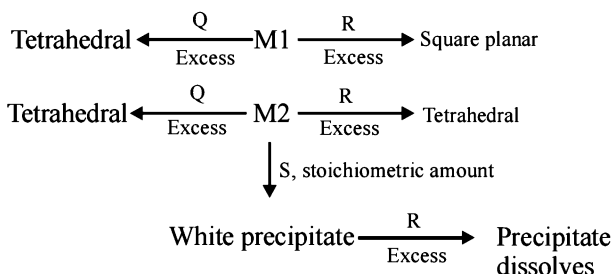 Q R
Tetrahedral M1 Square planar
Excess Excess
Q R
Tetrahedral M2 Tetrahedral
Excess Excess
S, stoichiometric amount
R
White precipitate Precipitate
Excess dissolves